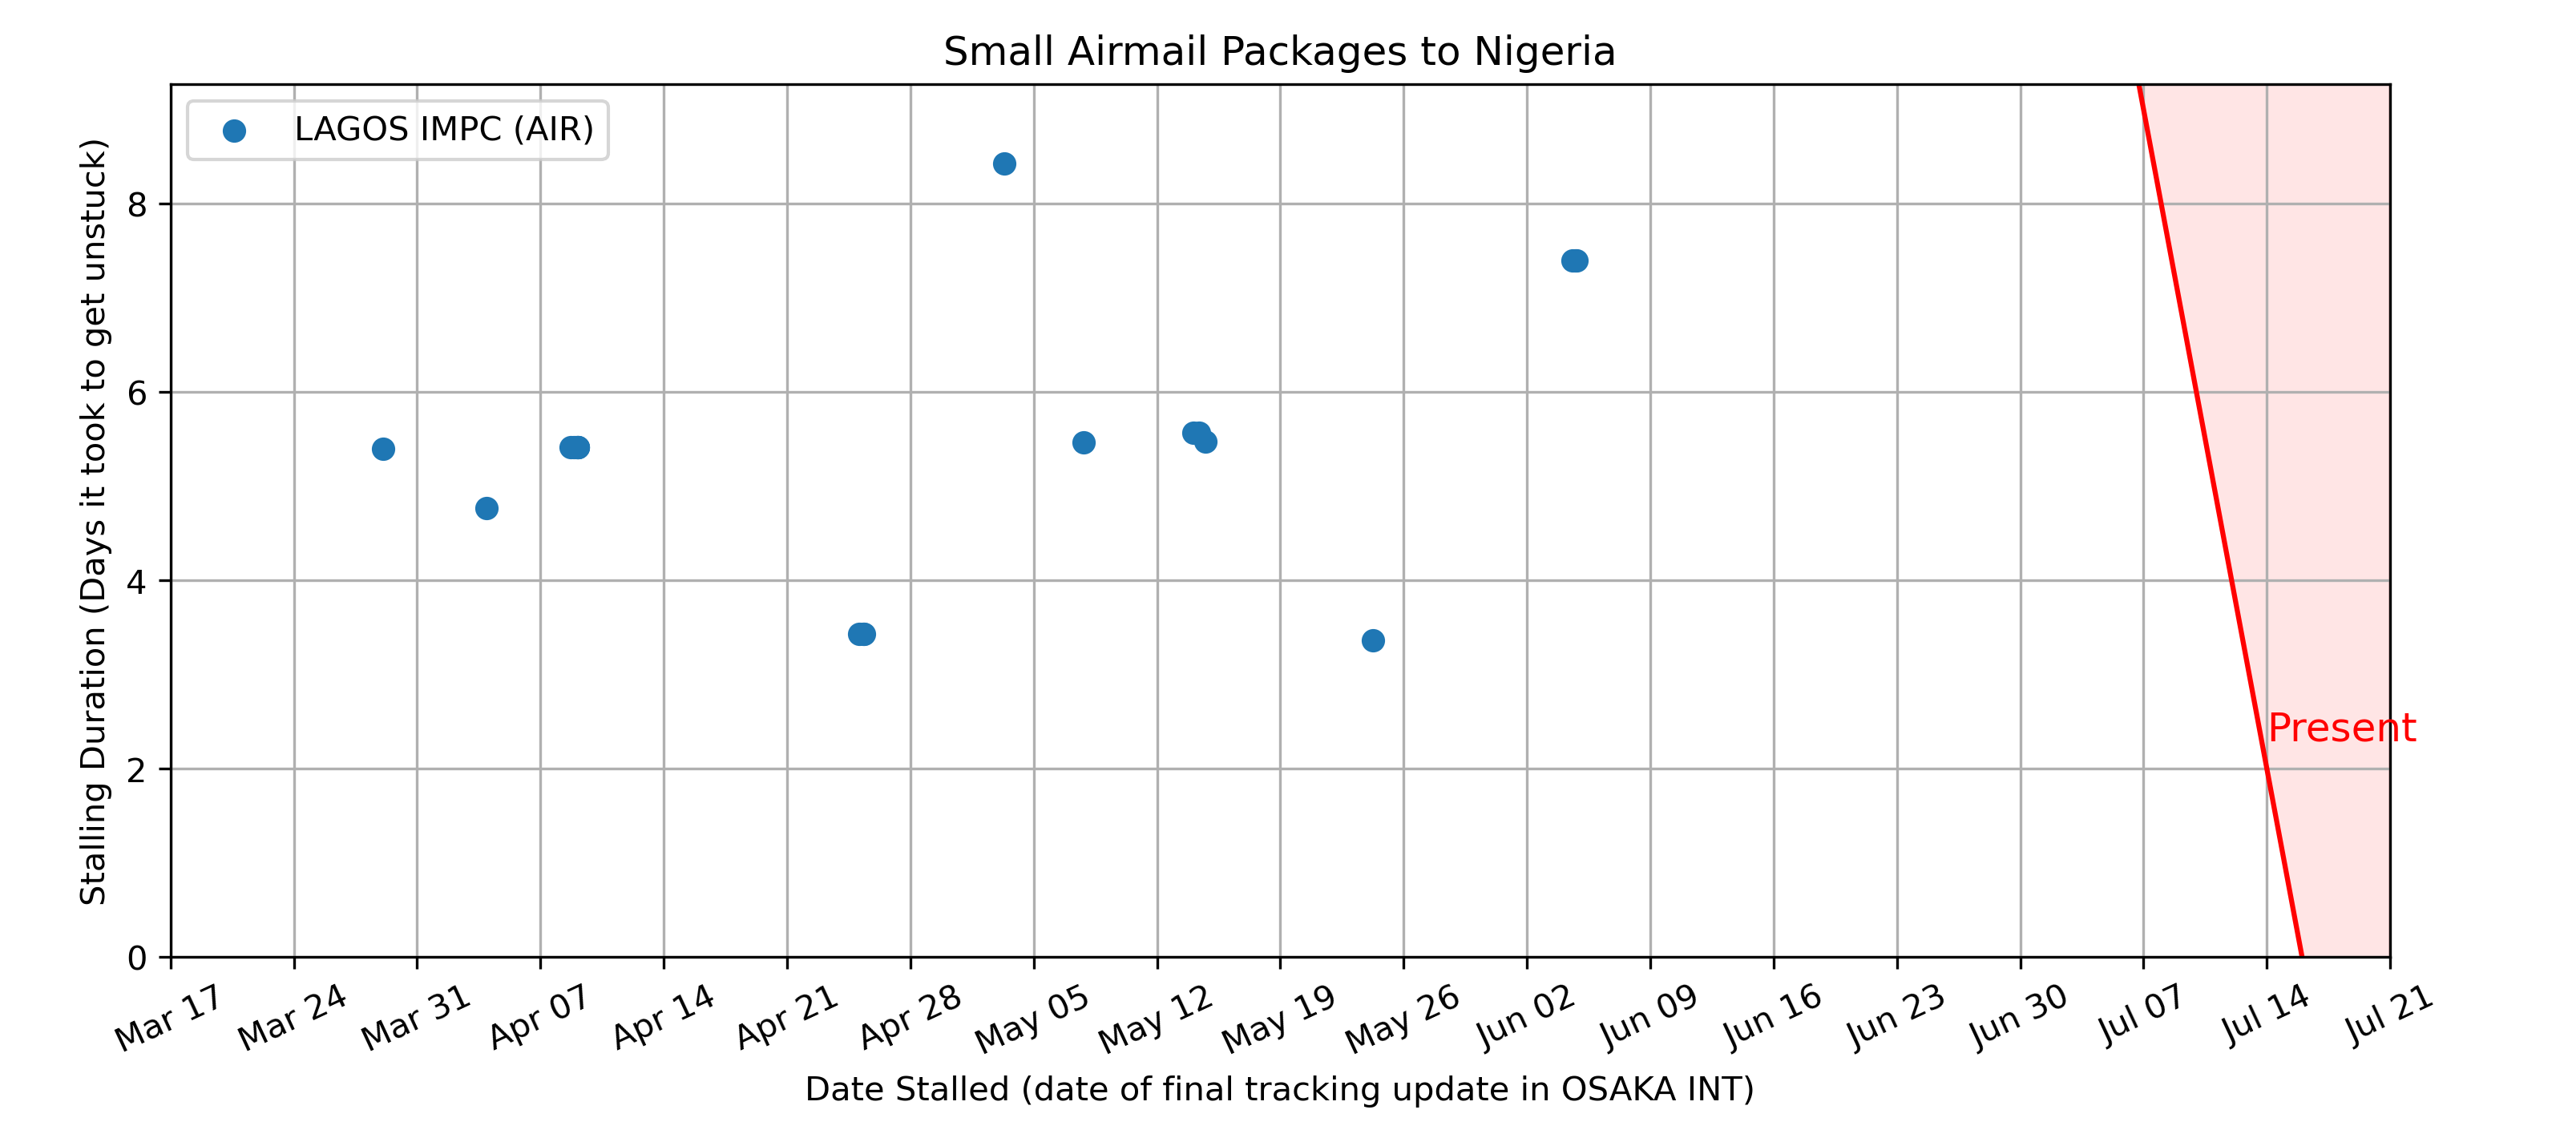 Small Airmail Packages to Nigeria
LAGOS IMPC (AIR)
Stalling Duration (Days it took to get unstuck)
8
6
4
2
0
Present
Mar 17 Mar 24 Mar 31 Apr 07 Apr 14 Apr 21 Apr 28 May 05 May 12 May 19 May 26 Jun 02 Jun 09 Jun 16 Jun 23 Jun 30 Jul 07 Jul 14 Jul 21
Date Stalled (date of final tracking update in OSAKA INT)